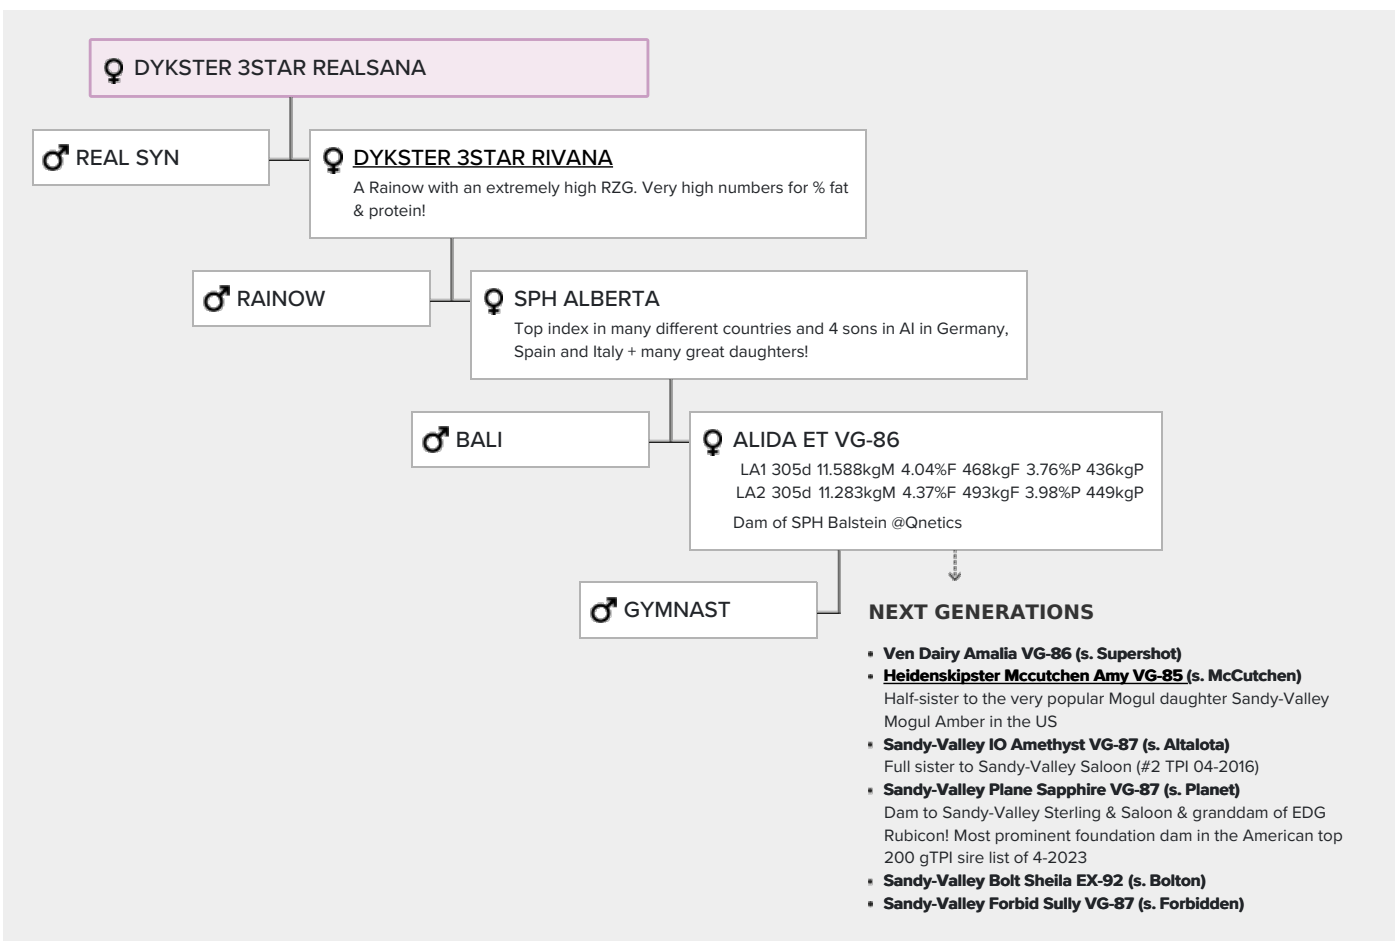 DYKSTER 3STAR REALSANA
REAL SYN
DYKSTER 3STAR RIVANA
A Rainow with an extremely high RZG. Very high numbers for % fat
& protein!
RAINOW
SPH ALBERTA
Top index in many different countries and 4 sons in AI in Germany,
Spain and Italy + many great daughters!
BALI
ALIDA ET VG-86
LA1 305d 11.588kgM 4.04%F 468kgF 3.76%P 436kgP
LA2 305d 11.283kgM 4.37%F 493kgF 3.98%P 449kgP
Dam of SPH Balstein @Qnetics
GYMNAST
NEXT GENERATIONS
• Ven Dairy Amalia VG-86 (s. Supershot)
• Heidenskipster Mccutchen Amy VG-85 (s. McCutchen)
Half-sister to the very popular Mogul daughter Sandy-Valley
Mogul Amber in the US
• Sandy-Valley IO Amethyst VG-87 (s. AltaIota)
Full sister to Sandy-Valley Saloon (#2 TPI 04-2016)
• Sandy-Valley Plane Sapphire VG-87 (s. Planet)
Dam to Sandy-Valley Sterling & Saloon & granddam of EDG
Rubicon! Most prominent foundation dam in the American top
200 gTPI sire list of 4-2023
• Sandy-Valley Bolt Sheila EX-92 (s. Bolton)
• Sandy-Valley Forbid Sully VG-87 (s. Forbidden)